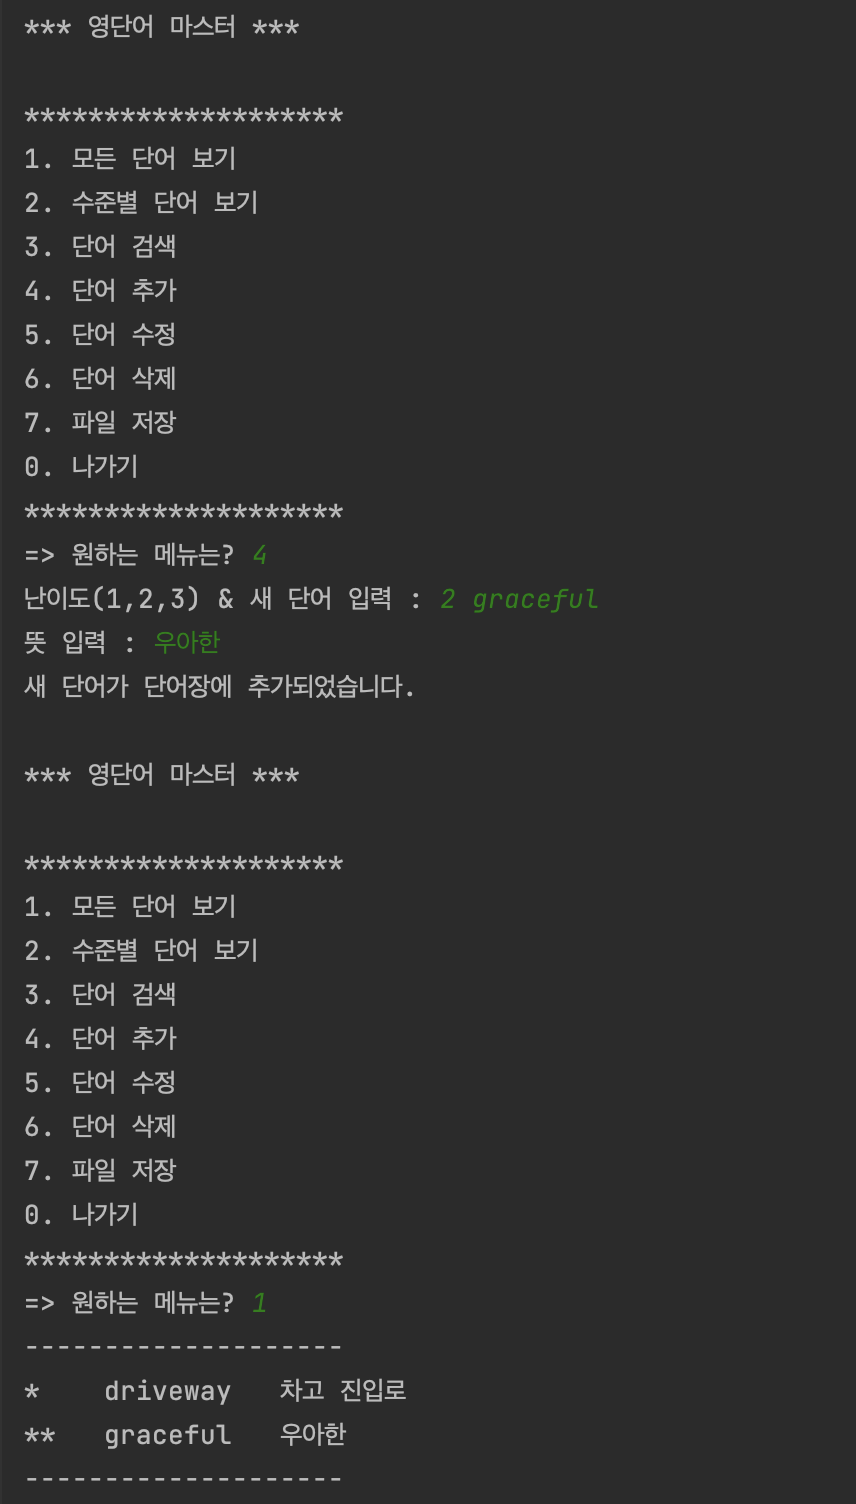 *** 영단어 마스터 ***
********************
1. 모든 단어 보기
2. 수준별 단어 보기
3. 단어 검색
4. 단어 추가
5. 단어 수정
6. 단어 삭제
7. 파일 저장
0. 나가기
********************
=> 원하는 메뉴는? 4
난이도(1,2,3) & 새 단어 입력 : 2 graceful
뜻 입력 : 우아한
새 단어가 단어장에 추가되었습니다.
*** 영단어 마스터 ***
********************
1. 모든 단어 보기
2. 수준별 단어 보기
3. 단어 검색
4. 단어 추가
5. 단어 수정
6. 단어 삭제
7. 파일 저장
0. 나가기
********************
=> 원하는 메뉴는? 1
--------------------
* driveway 차고 진입로
** graceful 우아한
--------------------